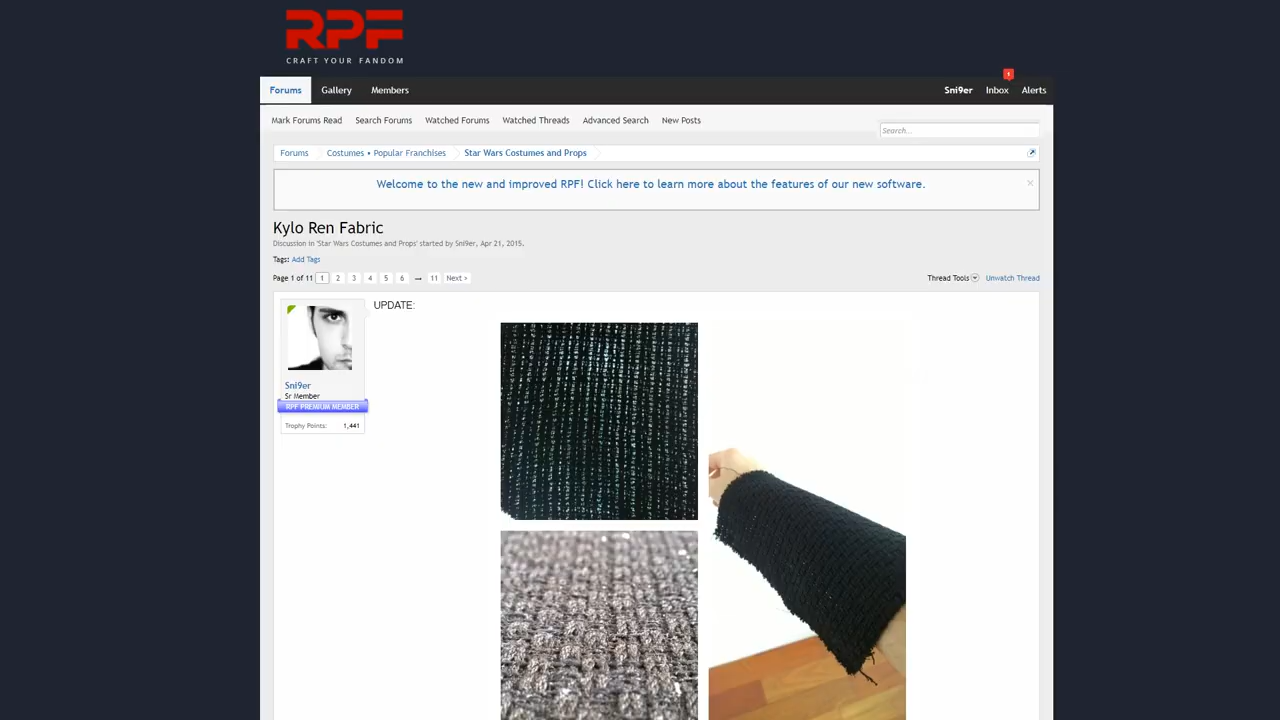 RPF
CRAFT YOUR FANDOM
Forums Gallery Members Sni9er Inbox 1 Alerts
Mark Forums Read Search Forums Watched Forums Watched Threads Advanced Search New Posts Search...
Forums Costumes • Popular Franchises Star Wars Costumes and Props
Welcome to the new and improved RPF! Click here to learn more about the features of our new software.
Kylo Ren Fabric
Discussion in 'Star Wars Costumes and Props' started by Sni9er, Apr 21, 2015.
Tags: Add Tags
Page 1 of 11 1 2 3 4 5 6 → 11 Next > Thread Tools Unwatch Thread
UPDATE:
Sni9er
Sr Member
RPF PREMIUM MEMBER
Trophy Points: 1,441